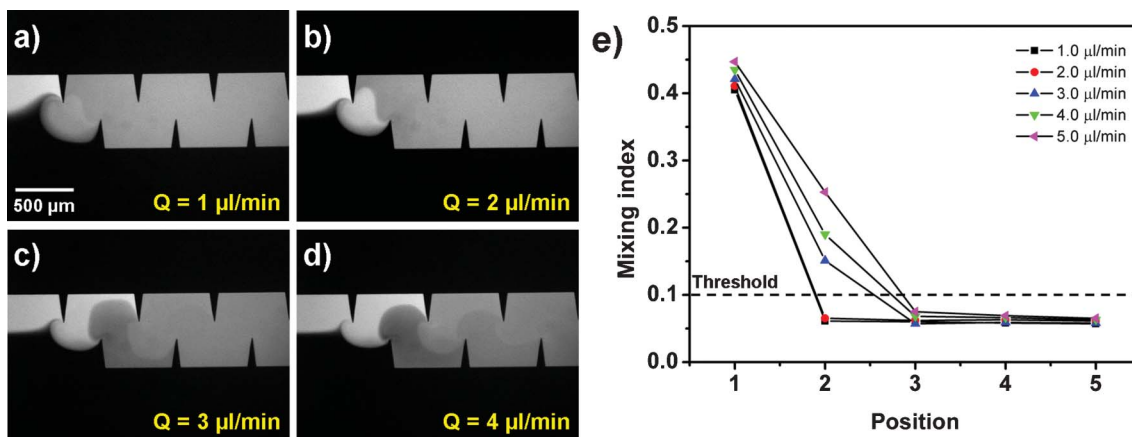 a)
500 µm
Q = 1 µl/min
b)
Q = 2 µl/min
c)
Q = 3 µl/min
d)
Q = 4 µl/min
e)
0.5
0.4
0.3
0.2
0.1
0.0
Mixing index
Threshold
1.0 µl/min
2.0 µl/min
3.0 µl/min
4.0 µl/min
5.0 µl/min
1 2 3 4 5
Position